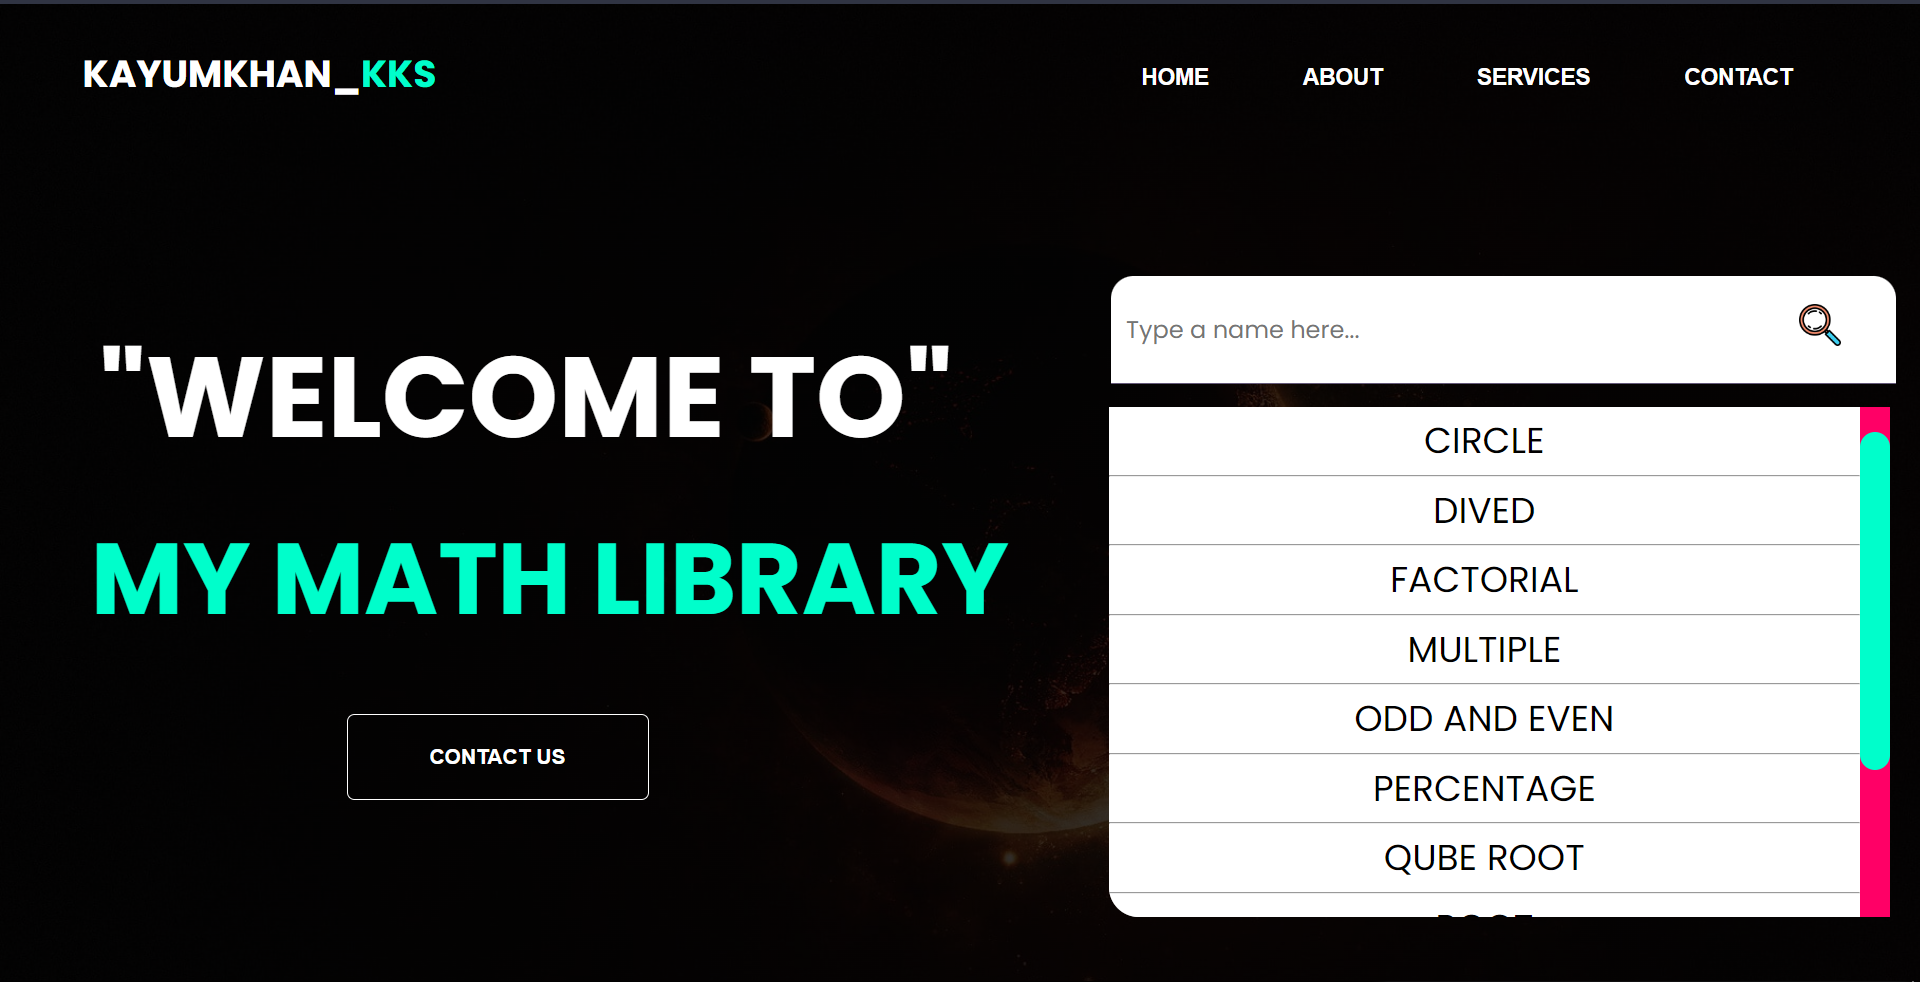 KAYUMKHAN_KKS
HOME ABOUT SERVICES CONTACT
"WELCOME TO"
MY MATH LIBRARY
CONTACT US
Type a name here...
CIRCLE
DIVED
FACTORIAL
MULTIPLE
ODD AND EVEN
PERCENTAGE
QUBE ROOT